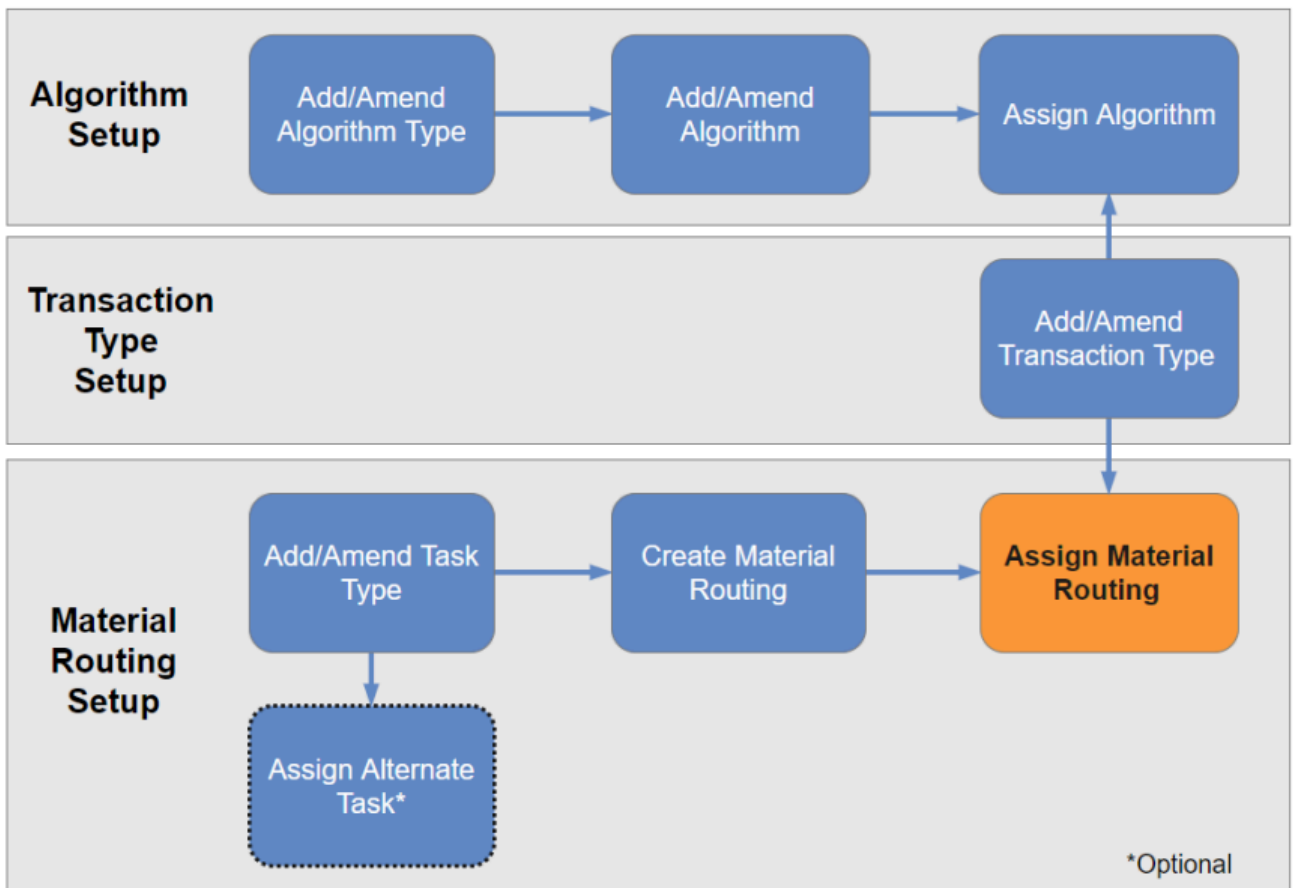 Algorithm
Setup
Add/Amend
Algorithm Type
Add/Amend
Algorithm
Assign Algorithm
Transaction
Type
Setup
Add/Amend
Transaction Type
Material
Routing
Setup
Add/Amend Task
Type
Create Material
Routing
Assign Material
Routing
Assign Alternate
Task*
*Optional